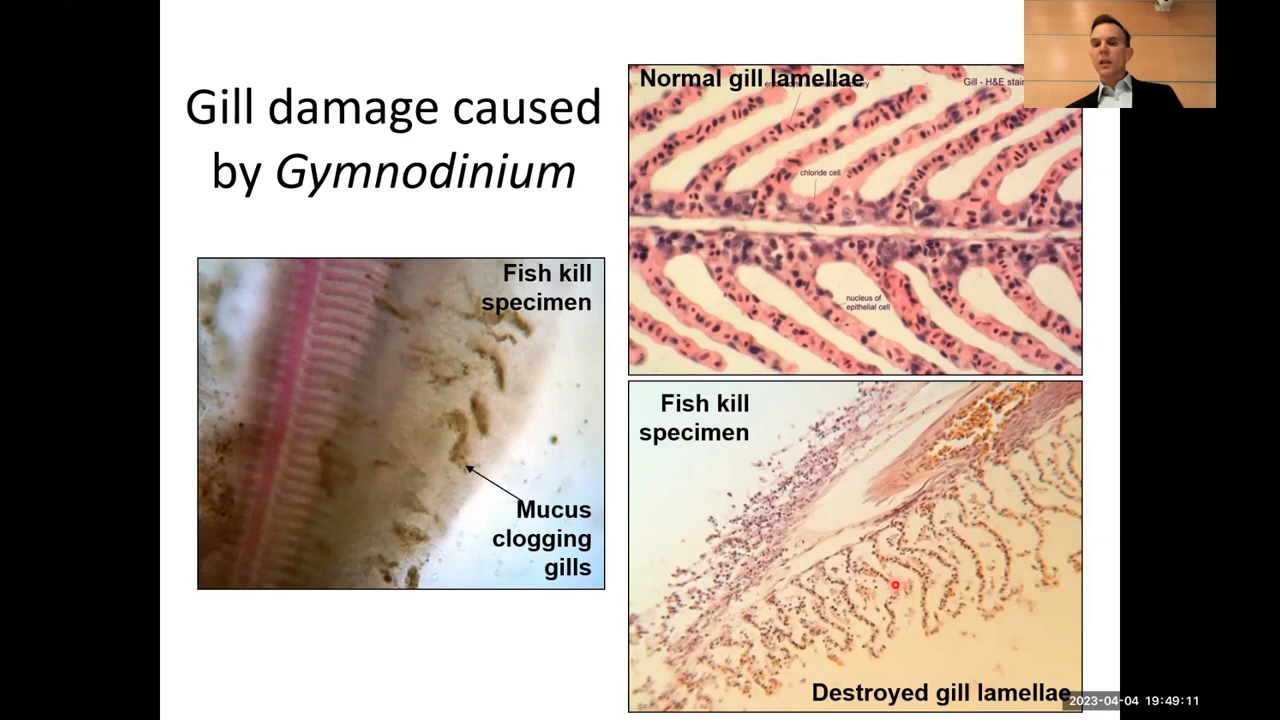 Gill damage caused
by Gymnodinium
Normal gill lamellae
Gill - H&E stain
chloride cell
nucleus of
epithelial cell
Fish kill
specimen
Mucus
clogging
gills
Fish kill
specimen
Destroyed gill lamellae
2023-04-04 19:49:11